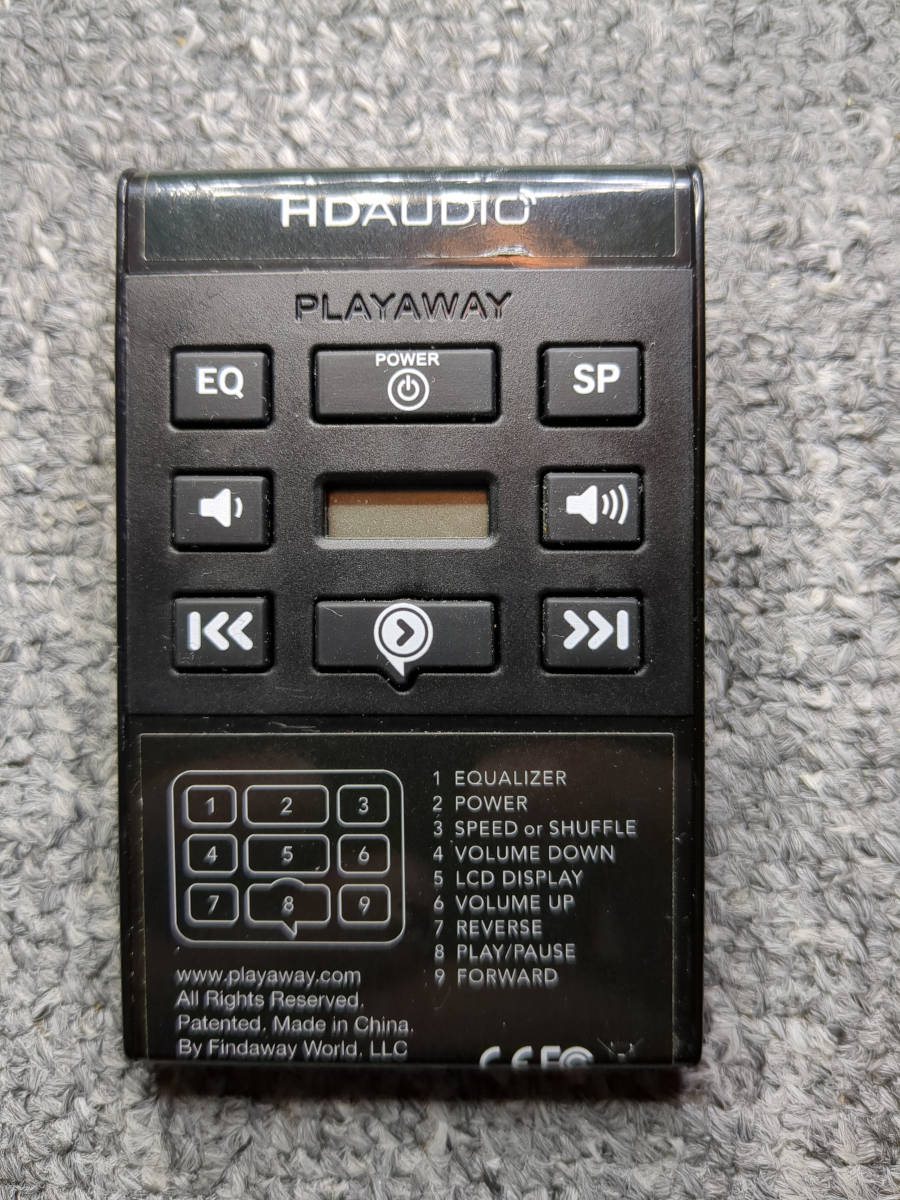 HDAUDIO
PLAYAWAY
EQ
POWER
SP
1 2 3
4 5 6
7 8 9
1 EQUALIZER
2 POWER
3 SPEED or SHUFFLE
4 VOLUME DOWN
5 LCD DISPLAY
6 VOLUME UP
7 REVERSE
8 PLAY/PAUSE
9 FORWARD
www.playaway.com
All Rights Reserved.
Patented. Made in China.
By Findaway World, LLC
CE FC